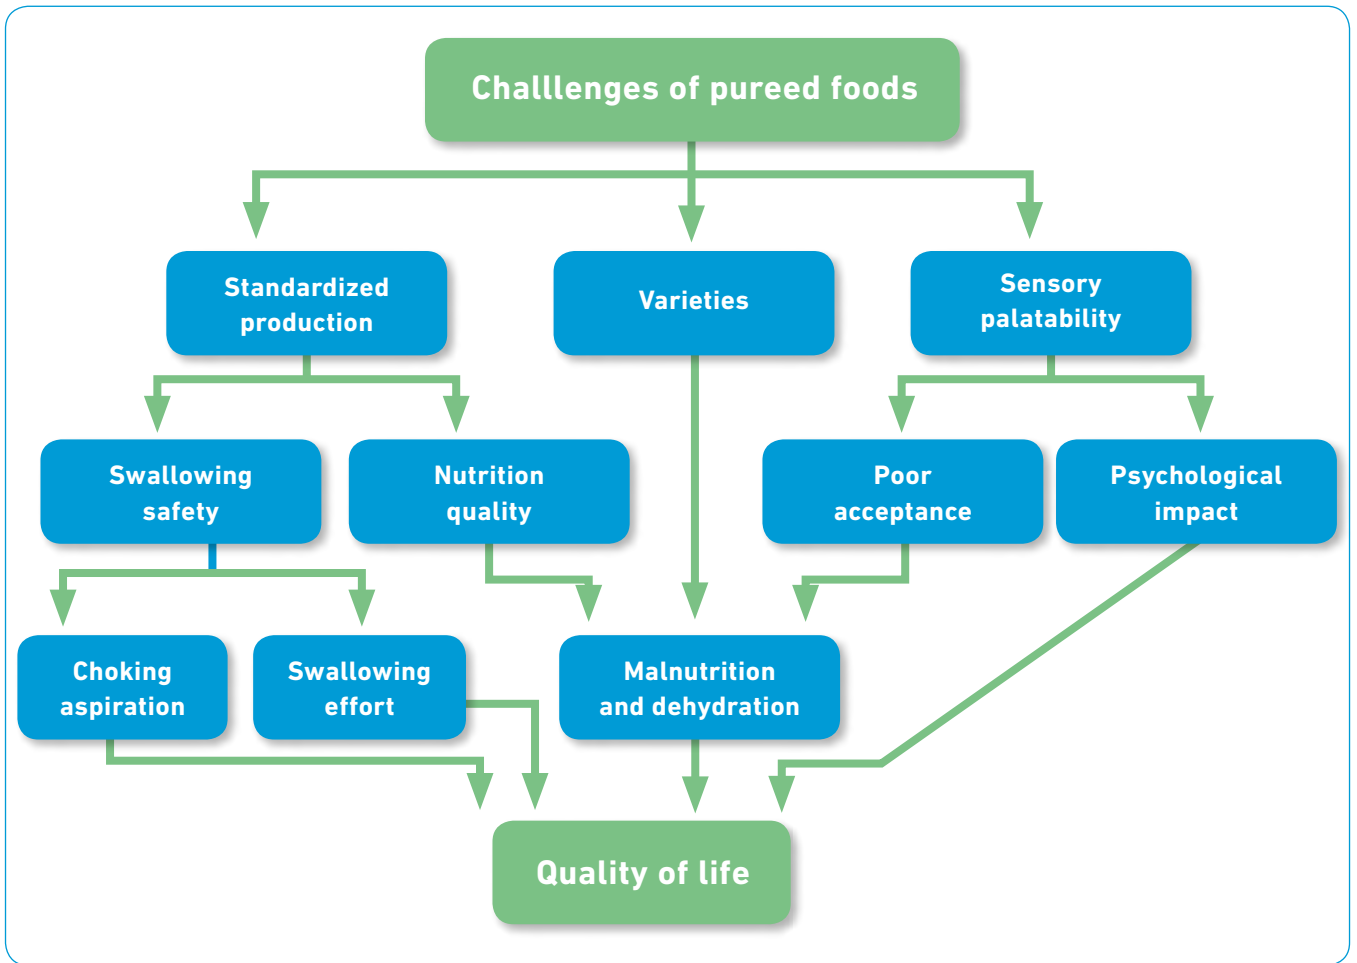 Challlenges of pureed foods
Standardized
production
Varieties
Sensory
palatability
Swallowing
safety
Nutrition
quality
Poor
acceptance
Psychological
impact
Choking
aspiration
Swallowing
effort
Malnutrition
and dehydration
Quality of life